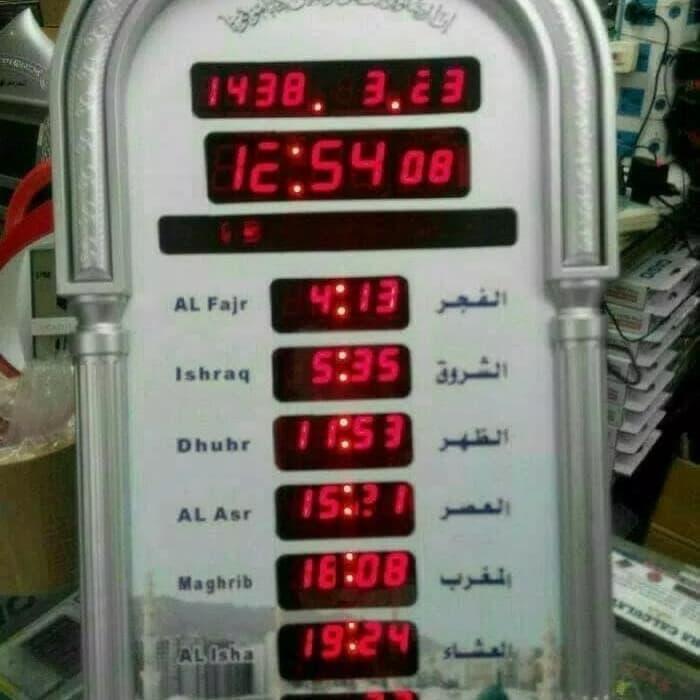 1438. 3.23
12:54 08
AL Fajr 4:13 الفجر
Ishraq 5:35 الشروق
Dhuhr 11:53 الظهر
AL Asr العصر
Maghrib 18:08 المغرب
AL Isha 19:24 العشاء